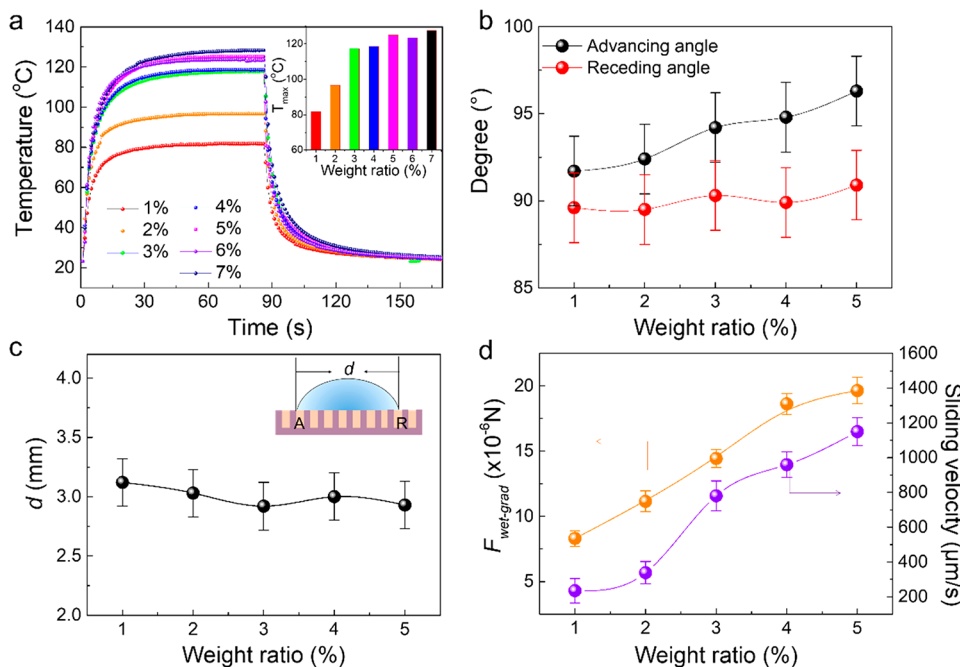 a
Temperature (°C)
140
120
100
80
60
40
20
0
30
60
90
120
150
Time (s)
1%
2%
3%
4%
5%
6%
7%
Tmax (°C)
120
100
80
60
1 2 3 4 5 6 7
Weight ratio (%)
b
Degree (°)
95
90
85
Advancing angle
Receding angle
1 2 3 4 5
Weight ratio (%)
c
d (mm)
4.0
3.5
3.0
2.5
2.0
d
A
R
1 2 3 4 5
Weight ratio (%)
d
Fwet-grad (x10⁻⁶N)
20
15
10
5
1600
1400
1200
1000
800
600
400
200
Sliding velocity (μm/s)
1 2 3 4 5
Weight ratio (%)